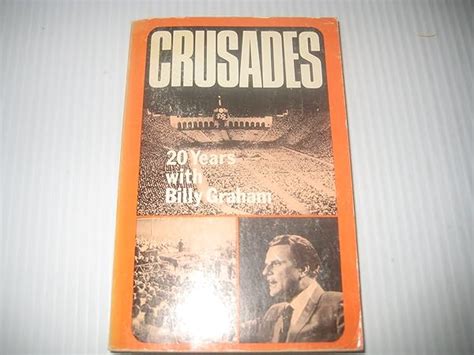 CRUSADES
20 Years
with
Billy Graham